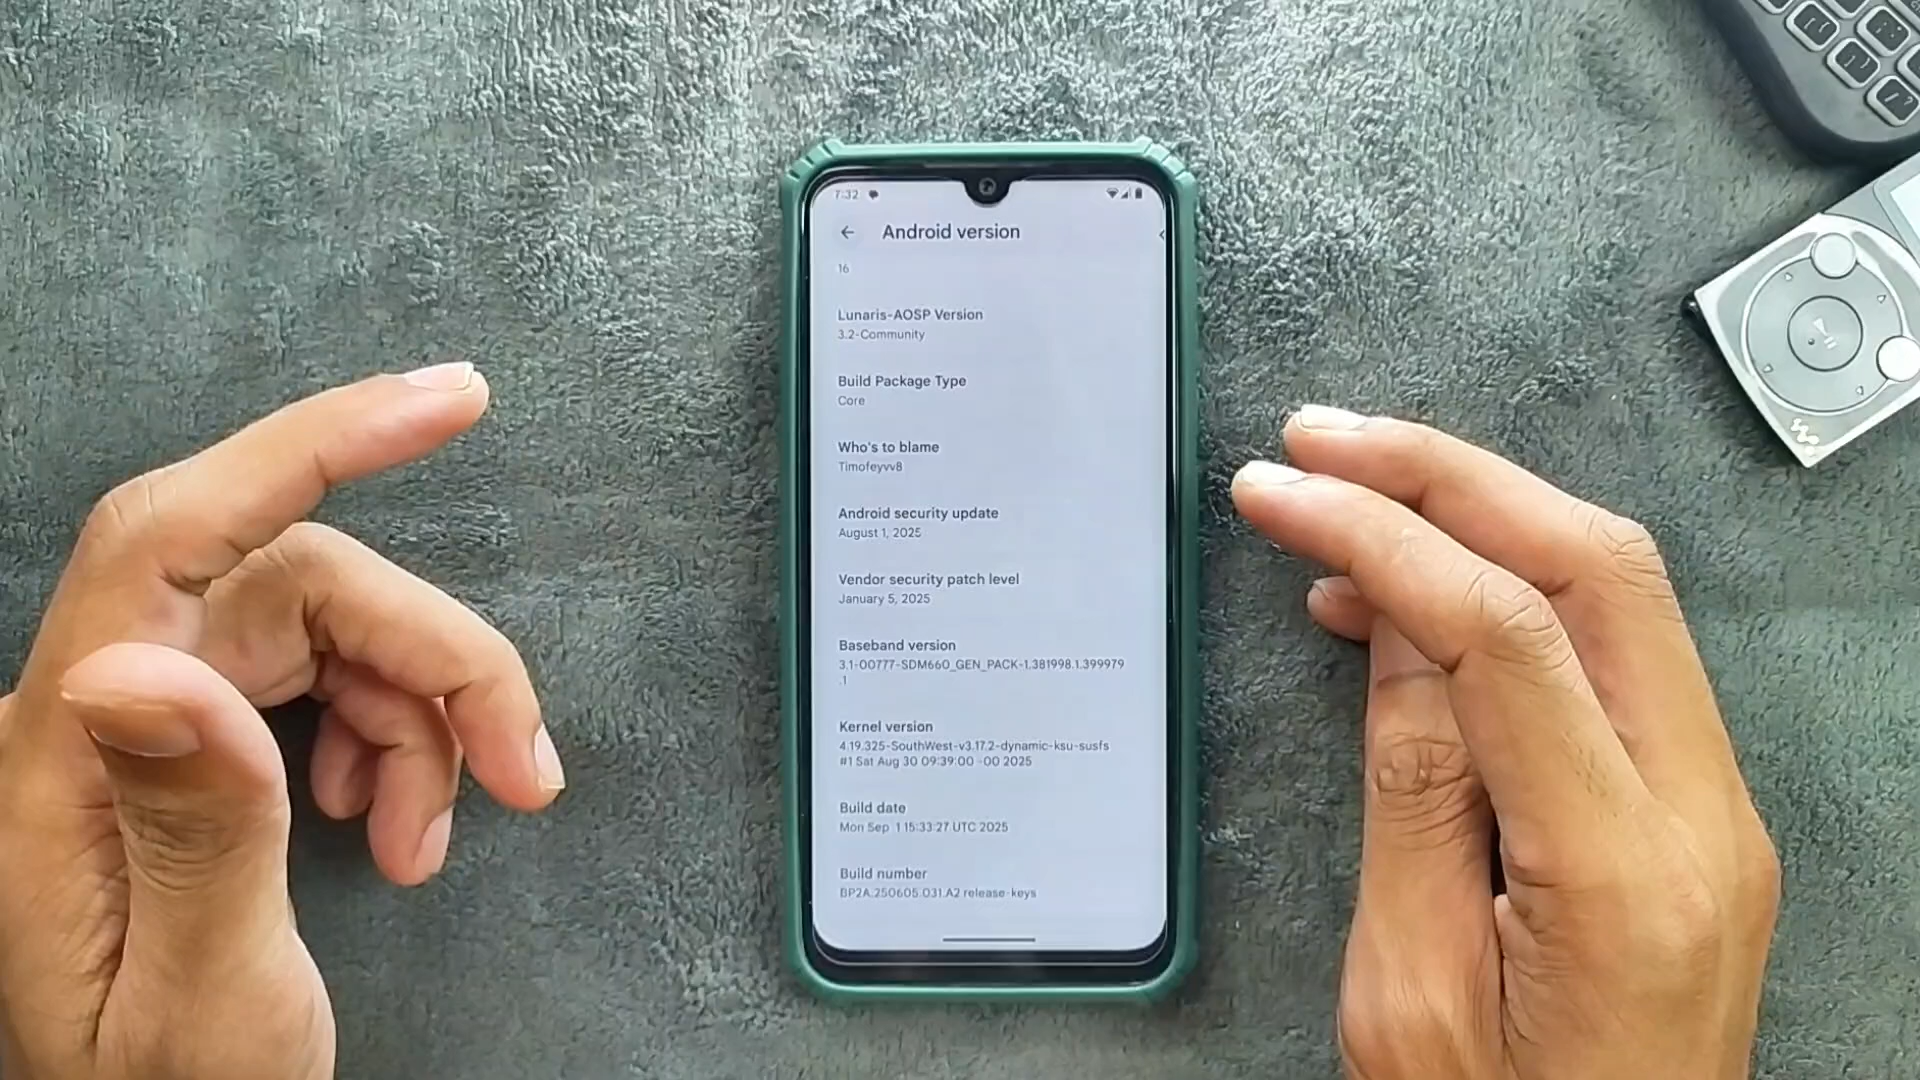 7:32
Android version
16
Lunaris-AOSP Version
3.2-Community
Build Package Type
Core
Who's to blame
Timofeyvv8
Android security update
August 1, 2025
Vendor security patch level
January 5, 2025
Baseband version
3.1-00777-SDM660_GEN_PACK-1.381998.1.399979
.1
Kernel version
4.19.325-SouthWest-v3.17.2-dynamic-ksu-susfs
#1 Sat Aug 30 09:39:00 -00 2025
Build date
Mon Sep 1 15:33:27 UTC 2025
Build number
BP2A.250605.031.A2 release-keys